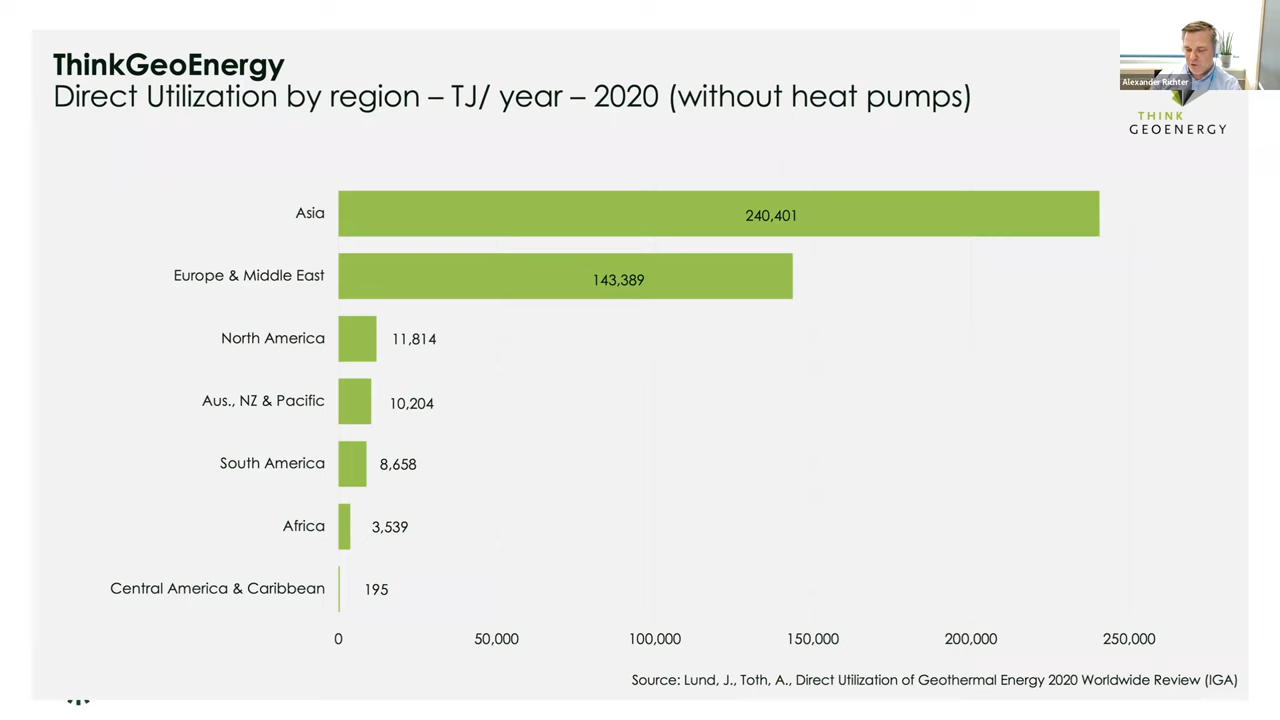 ThinkGeoEnergy
Direct Utilization by region – TJ/ year – 2020 (without heat pumps)
Alexander Richter
THINK
GEOENERGY
Asia 240,401
Europe & Middle East 143,389
North America 11,814
Aus., NZ & Pacific 10,204
South America 8,658
Africa 3,539
Central America & Caribbean 195
0 50,000 100,000 150,000 200,000 250,000
Source: Lund, J., Toth, A., Direct Utilization of Geothermal Energy 2020 Worldwide Review (IGA)